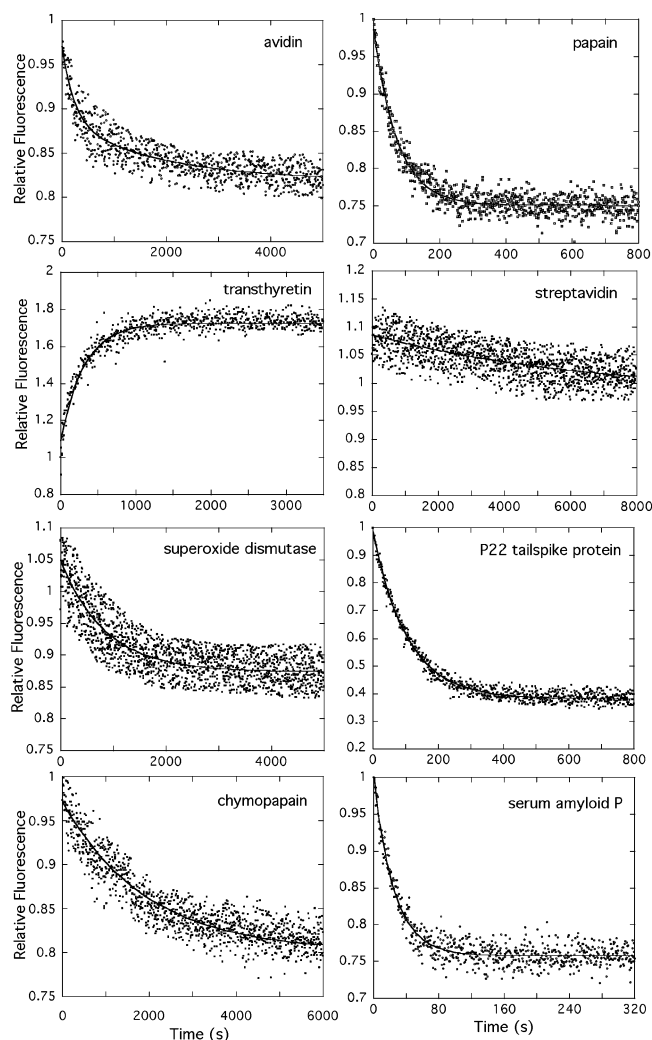 Relative Fluorescence
avidin
1
0.95
0.9
0.85
0.8
0.75
0 2000 4000
papain
1
0.95
0.9
0.85
0.8
0.75
0.7
0 200 400 600 800
Relative Fluorescence
transthyretin
2
1.8
1.6
1.4
1.2
1
0.8
0 1000 2000 3000
streptavidin
1.2
1.15
1.1
1.05
1
0.95
0.9
0.85
0.8
0 2000 4000 6000 8000
Relative Fluorescence
superoxide dismutase
1.1
1.05
1
0.95
0.9
0.85
0.8
0.75
0 2000 4000
P22 tailspike protein
1
0.9
0.8
0.7
0.6
0.5
0.4
0.3
0.2
0 200 400 600 800
Relative Fluorescence
chymopapain
1
0.95
0.9
0.85
0.8
0.75
0 2000 4000 6000
Time (s)
serum amyloid P
1
0.95
0.9
0.85
0.8
0.75
0.7
0 80 160 240 320
Time (s)